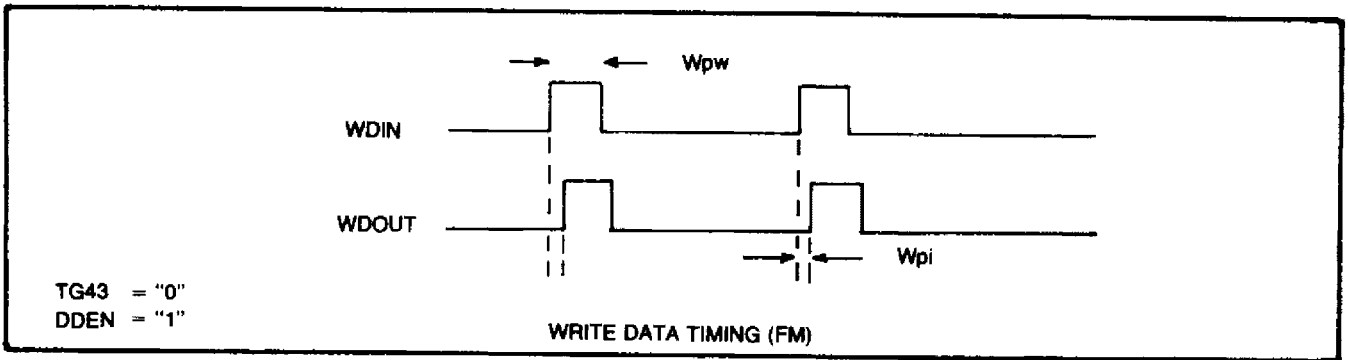 Wpw
WDIN
WDOUT
Wpi
TG43 = "0"
DDEN = "1"
WRITE DATA TIMING (FM)